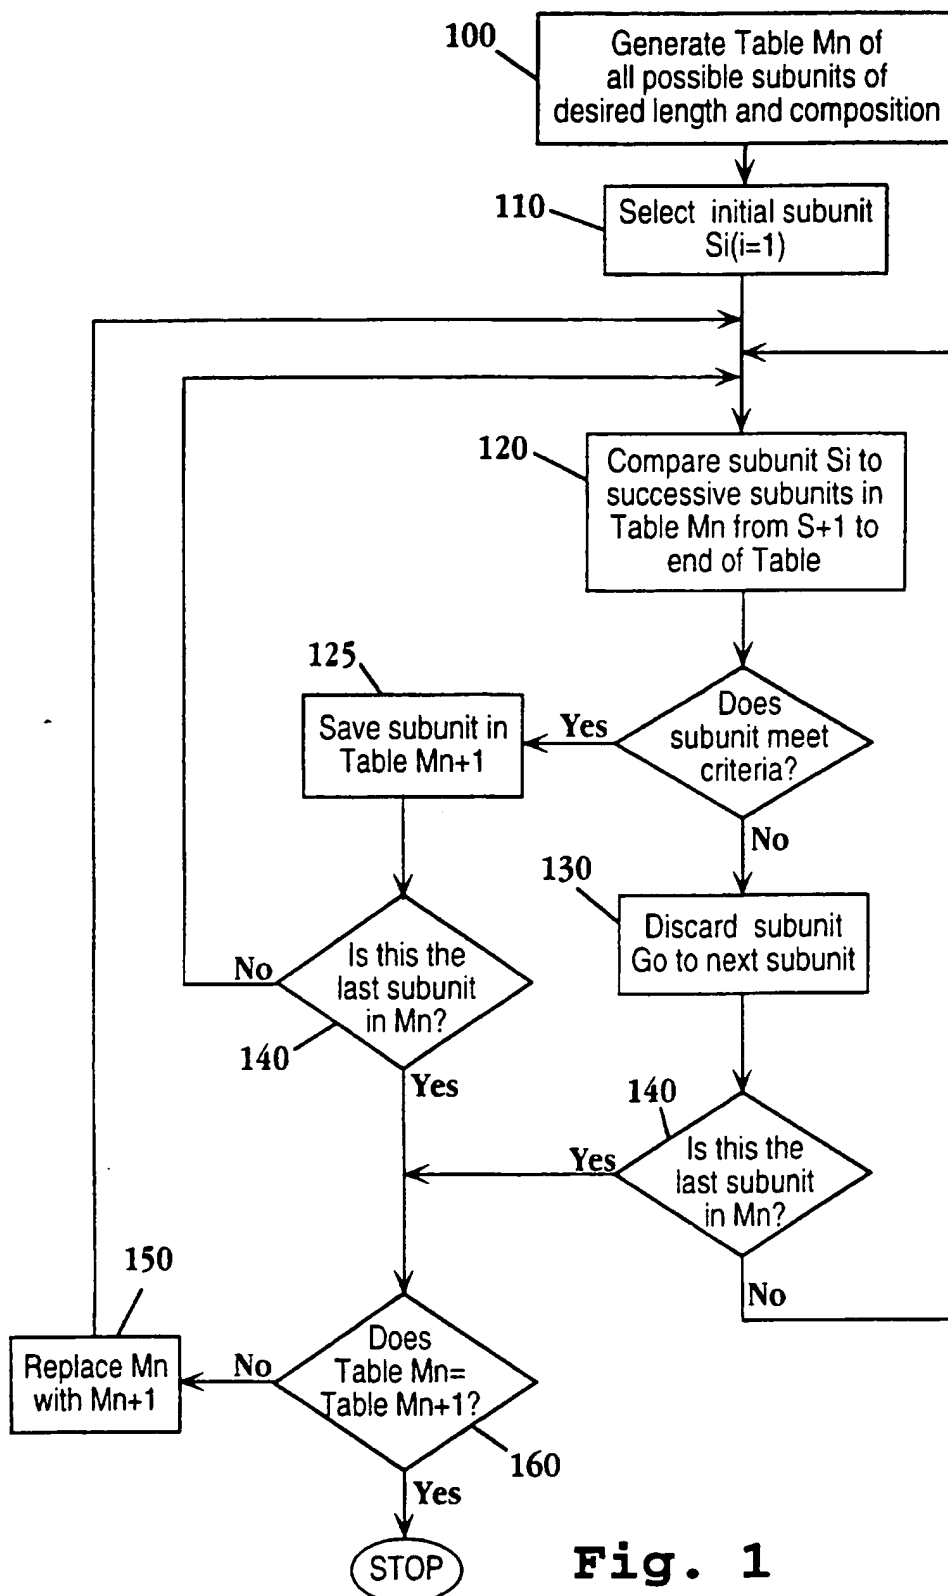 100
Generate Table Mn of
all possible subunits of
desired length and composition
110
Select initial subunit
Si(i=1)
120
Compare subunit Si to
successive subunits in
Table Mn from S+1 to
end of Table
125
Save subunit in
Table Mn+1
Yes
Does
subunit meet
criteria?
No
130
Discard subunit
Go to next subunit
No
Is this the
last subunit
in Mn?
140
Yes
140
Yes
Is this the
last subunit
in Mn?
No
150
Replace Mn
with Mn+1
No
Does
Table Mn=
Table Mn+1?
160
Yes
STOP
Fig. 1